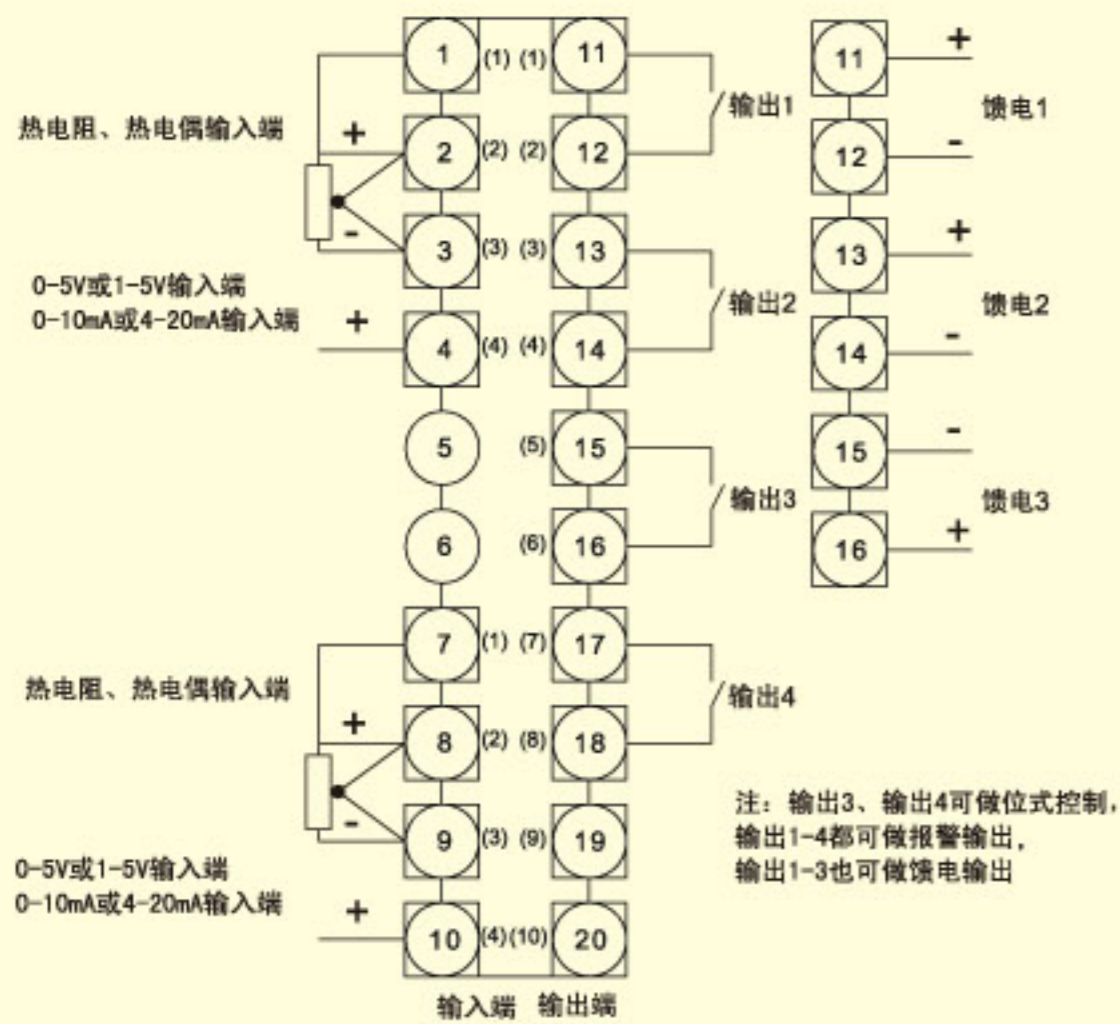 1 (1) (1) 11
输出1
热电阻、热电偶输入端
+
2 (2) (2) 12
-
3 (3) (3) 13
输出2
0-5V或1-5V输入端
0-10mA或4-20mA输入端
+
4 (4) (4) 14
5 (5) 15
输出3
6 (6) 16
7 (1) (7) 17
输出4
热电阻、热电偶输入端
+
8 (2) (8) 18
-
9 (3) (9) 19
0-5V或1-5V输入端
0-10mA或4-20mA输入端
+
10 (4) (10) 20
输入端 输出端
11 +
馈电1
12 -
13 +
馈电2
14 -
15 -
馈电3
16 +
注：输出3、输出4可做位式控制，
输出1-4都可做报警输出，
输出1-3也可做馈电输出